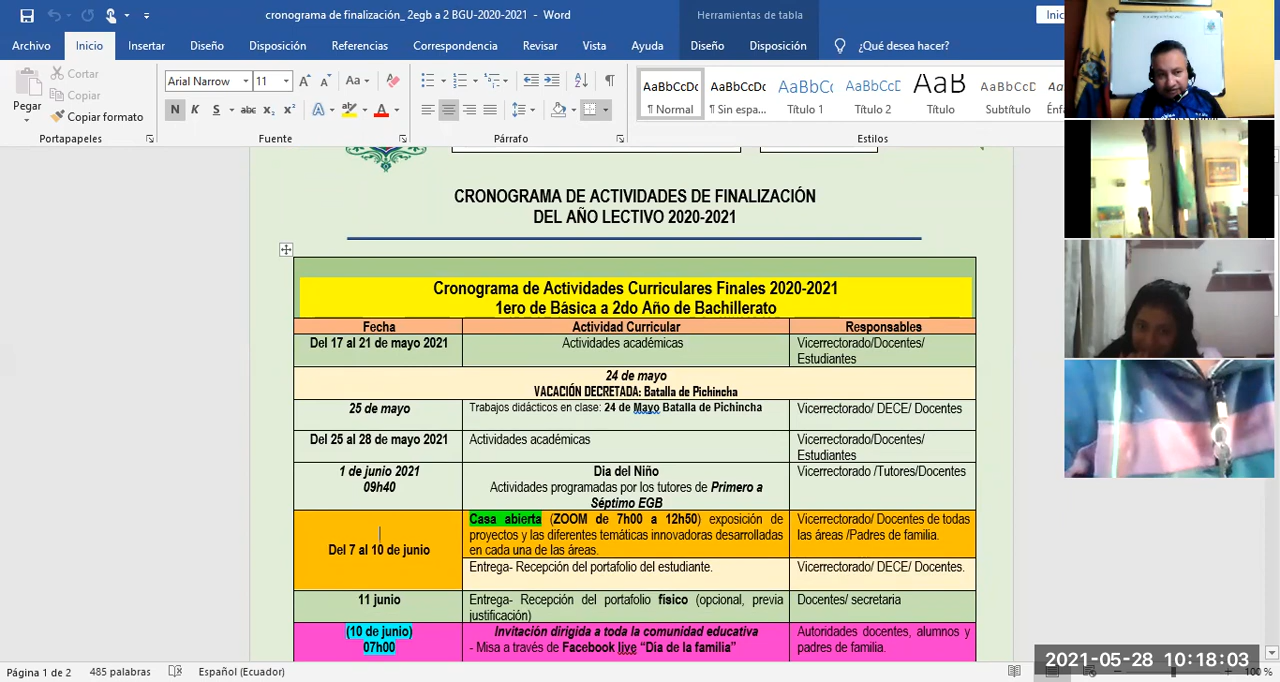 cronograma de finalización_ 2egb a 2 BGU-2020-2021 - Word
Herramientas de tabla
Inic
Archivo Inicio Insertar Diseño Disposición Referencias Correspondencia Revisar Vista Ayuda Diseño Disposición ¿Qué desea hacer?
Pegar
Cortar
Copiar
Copiar formato
Arial Narrow 11
N K S abc
AaBbCcDc AaBbCcDc AaBbCc AaBbCcD AaB AaBbCcD
¶ Normal ¶ Sin espa... Título 1 Título 2 Título Subtítulo
Portapapeles Fuente Párrafo Estilos
CRONOGRAMA DE ACTIVIDADES DE FINALIZACIÓN
DEL AÑO LECTIVO 2020-2021
Cronograma de Actividades Curriculares Finales 2020-2021
1ero de Básica a 2do Año de Bachillerato
Fecha Actividad Curricular Responsables
Del 17 al 21 de mayo 2021 Actividades académicas Vicerrectorado/Docentes/
Estudiantes
24 de mayo
VACACIÓN DECRETADA: Batalla de Pichincha
25 de mayo Trabajos didácticos en clase: 24 de Mayo Batalla de Pichincha Vicerrectorado/ DECE/ Docentes
Del 25 al 28 de mayo 2021 Actividades académicas Vicerrectorado/Docentes/
Estudiantes
1 de junio 2021 Dia del Niño Vicerrectorado /Tutores/Docentes
09h40 Actividades programadas por los tutores de Primero a
Séptimo EGB
Casa abierta (ZOOM de 7h00 a 12h50) exposición de Vicerrectorado/ Docentes de todas
proyectos y las diferentes temáticas innovadoras desarrolladas las áreas /Padres de familia.
Del 7 al 10 de junio en cada una de las áreas.
Entrega- Recepción del portafolio del estudiante. Vicerrectorado/ DECE/ Docentes.
11 junio Entrega- Recepción del portafolio físico (opcional, previa Docentes/ secretaria
justificación)
(10 de junio) Invitación dirigida a toda la comunidad educativa Autoridades docentes, alumnos y
07h00 - Misa a través de Facebook live “Día de la familia” padres de familia.
Página 1 de 2 485 palabras Español (Ecuador) 100 %
2021-05-28 10:18:03